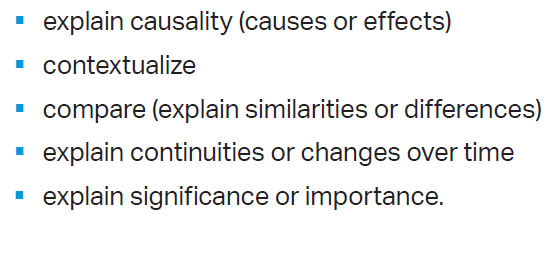 ▪ explain causality (causes or effects)
▪ contextualize
▪ compare (explain similarities or differences)
▪ explain continuities or changes over time
▪ explain significance or importance.